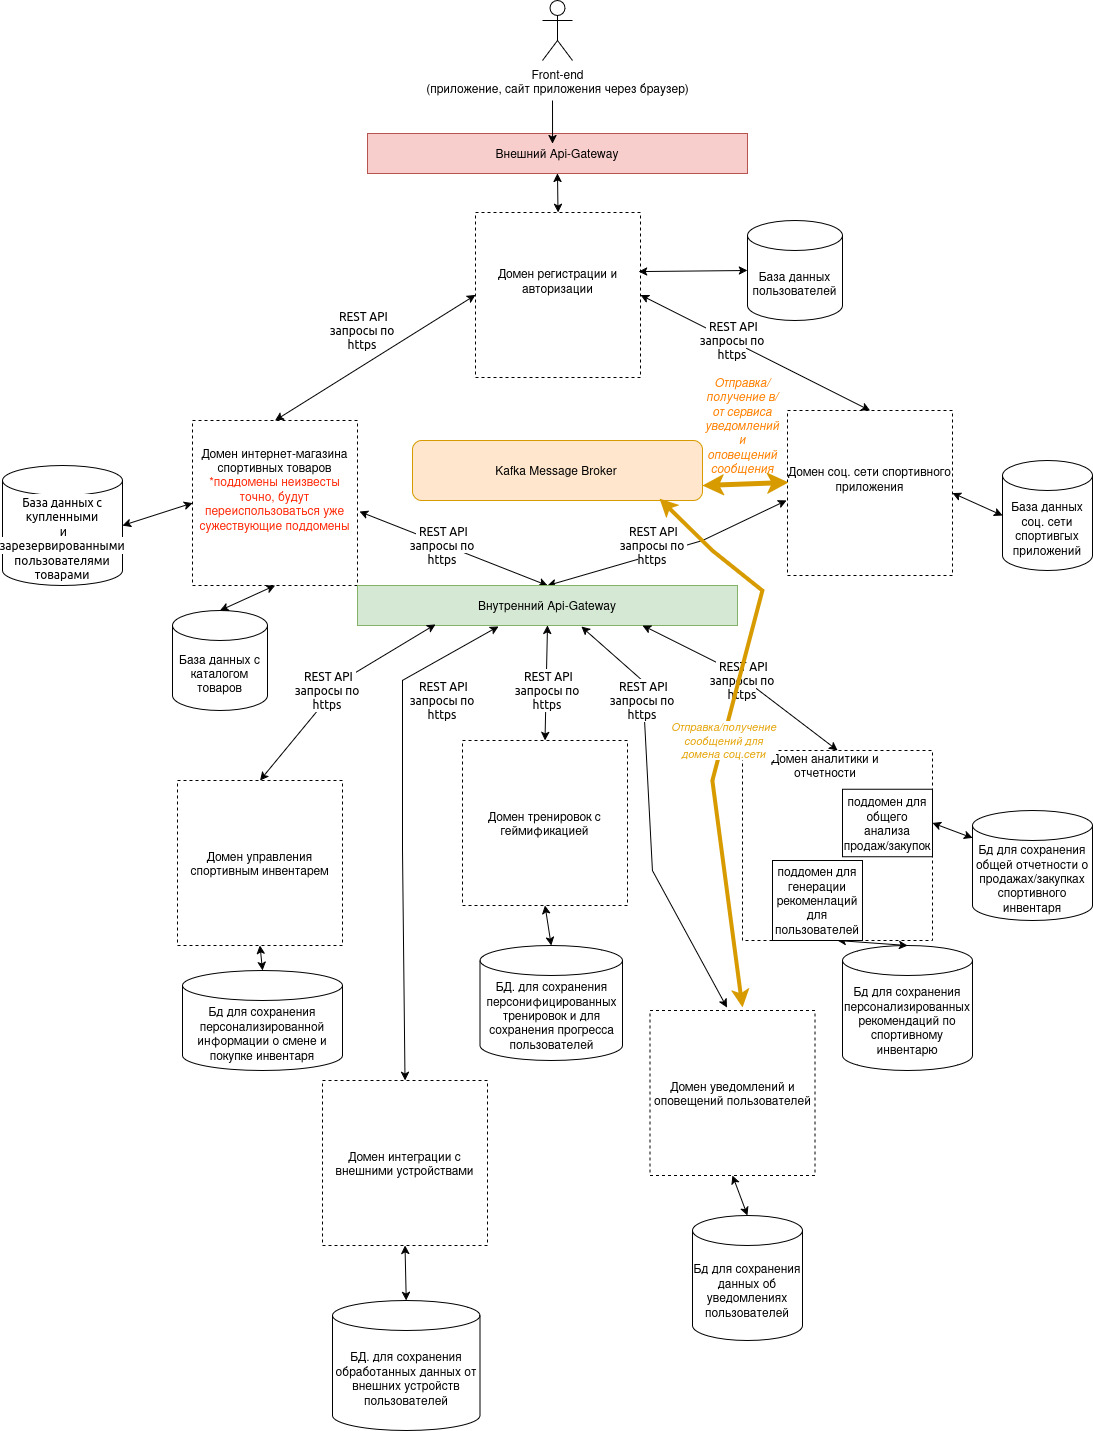 Front-end
(приложение, сайт приложения через браузер)
Внешний Api-Gateway
Домен регистрации и
авторизации
База данных
пользователей
REST API
запросы по
https
REST API
запросы по
https
Отправка/
получение в/
от сервиса
уведомлений
и
оповещений
сообщения
Домен интернет-магазина
спортивных товаров
*поддомены неизвесты
точно, будут
переиспользоваться уже
сужествующие поддомены
Kafka Message Broker
Домен соц. сети спортивного
приложения
База данных с
купленными
и
зарезервированными
пользователями
товарами
База данных
соц. сети
спортивгых
приложений
REST API
запросы по
https
REST API
запросы по
https
Внутренний Api-Gateway
База данных с
каталогом
товаров
REST API
запросы по
https
REST API
запросы по
https
REST API
запросы по
https
REST API
запросы по
https
REST API
запросы по
https
Отправка/получение
сообщений для
домена соц.сети
Домен аналитики и
отчетности
поддомен для
общего
анализа
продаж/закупок
Бд для сохранения
общей отчетности о
продажах/закупках
спортивного
инвентаря
Домен тренировок с
геймификацией
Домен управления
спортивным инвентарем
поддомен для
генерации
рекоменлаций
для
пользователей
БД. для сохранения
персонифицированных
тренировок и для
сохранения прогресса
пользователей
Бд для сохранения
персонализированных
рекомендаций по
спортивному
инвентарю
Бд для сохранения
персонализированной
информации о смене и
покупке инвентаря
Домен уведомлений и
оповещений пользователей
Домен интеграции с
внешними устройствами
Бд для сохранения
данных об
уведомлениях
пользователей
БД. для сохранения
обработанных данных от
внешних устройств
пользователей